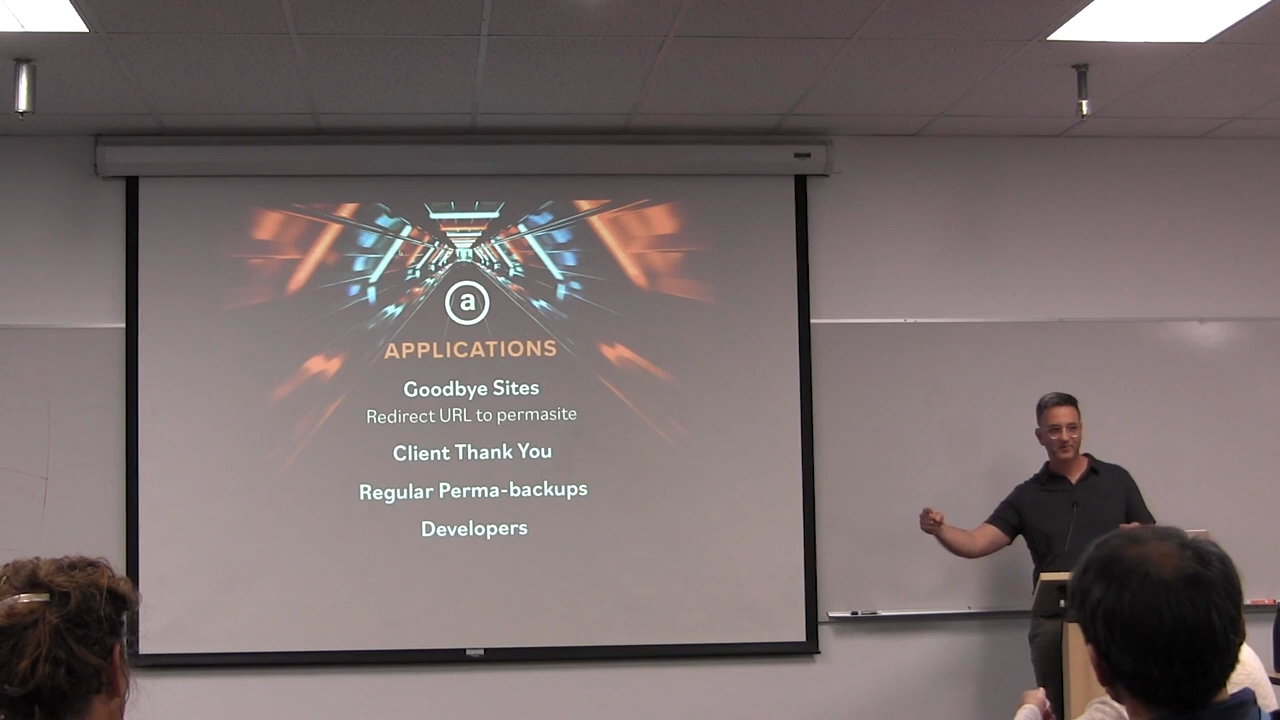 a
APPLICATIONS
Goodbye Sites
Redirect URL to permasite
Client Thank You
Regular Perma-backups
Developers